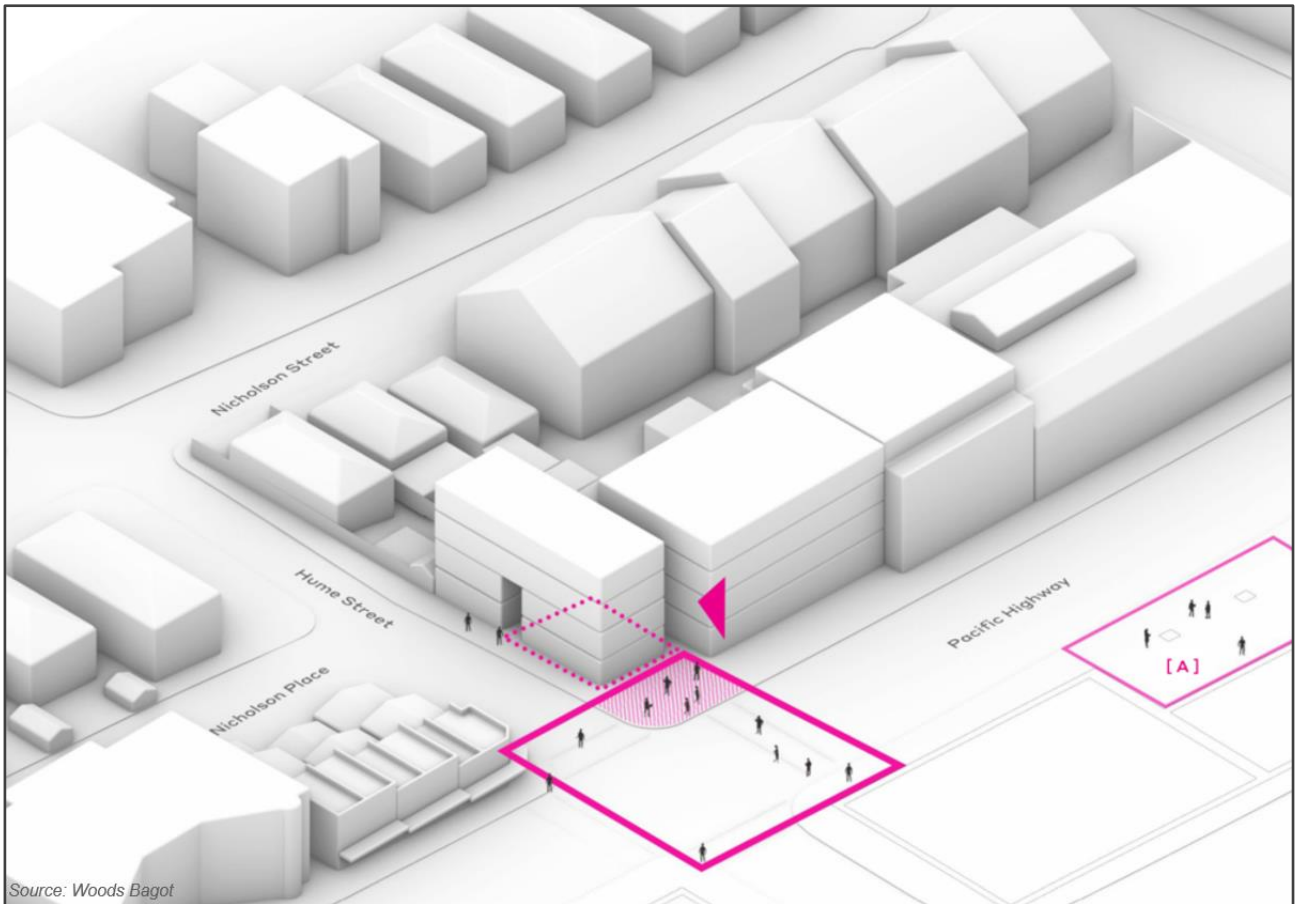 Nicholson Street
Hume Street
Pacific Highway
[A]
Nicholson Place
Source: Woods Bagot